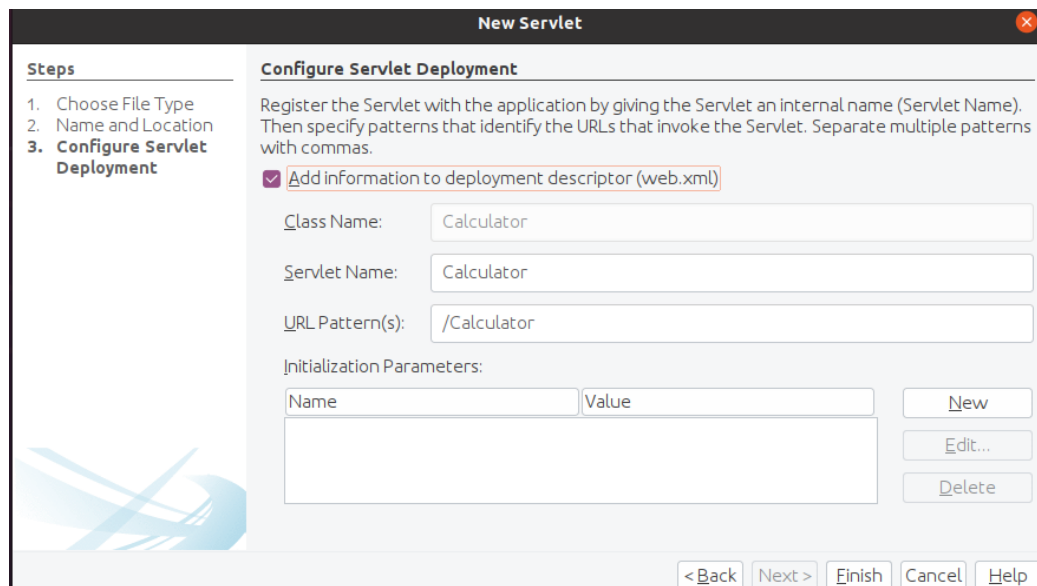 New Servlet
Steps
1. Choose File Type
2. Name and Location
3. Configure Servlet
Deployment
Configure Servlet Deployment
Register the Servlet with the application by giving the Servlet an internal name (Servlet Name).
Then specify patterns that identify the URLs that invoke the Servlet. Separate multiple patterns
with commas.
Add information to deployment descriptor (web.xml)
Class Name: Calculator
Servlet Name: Calculator
URL Pattern(s): /Calculator
Initialization Parameters:
Name Value
New
Edit...
Delete
< Back Next > Finish Cancel Help